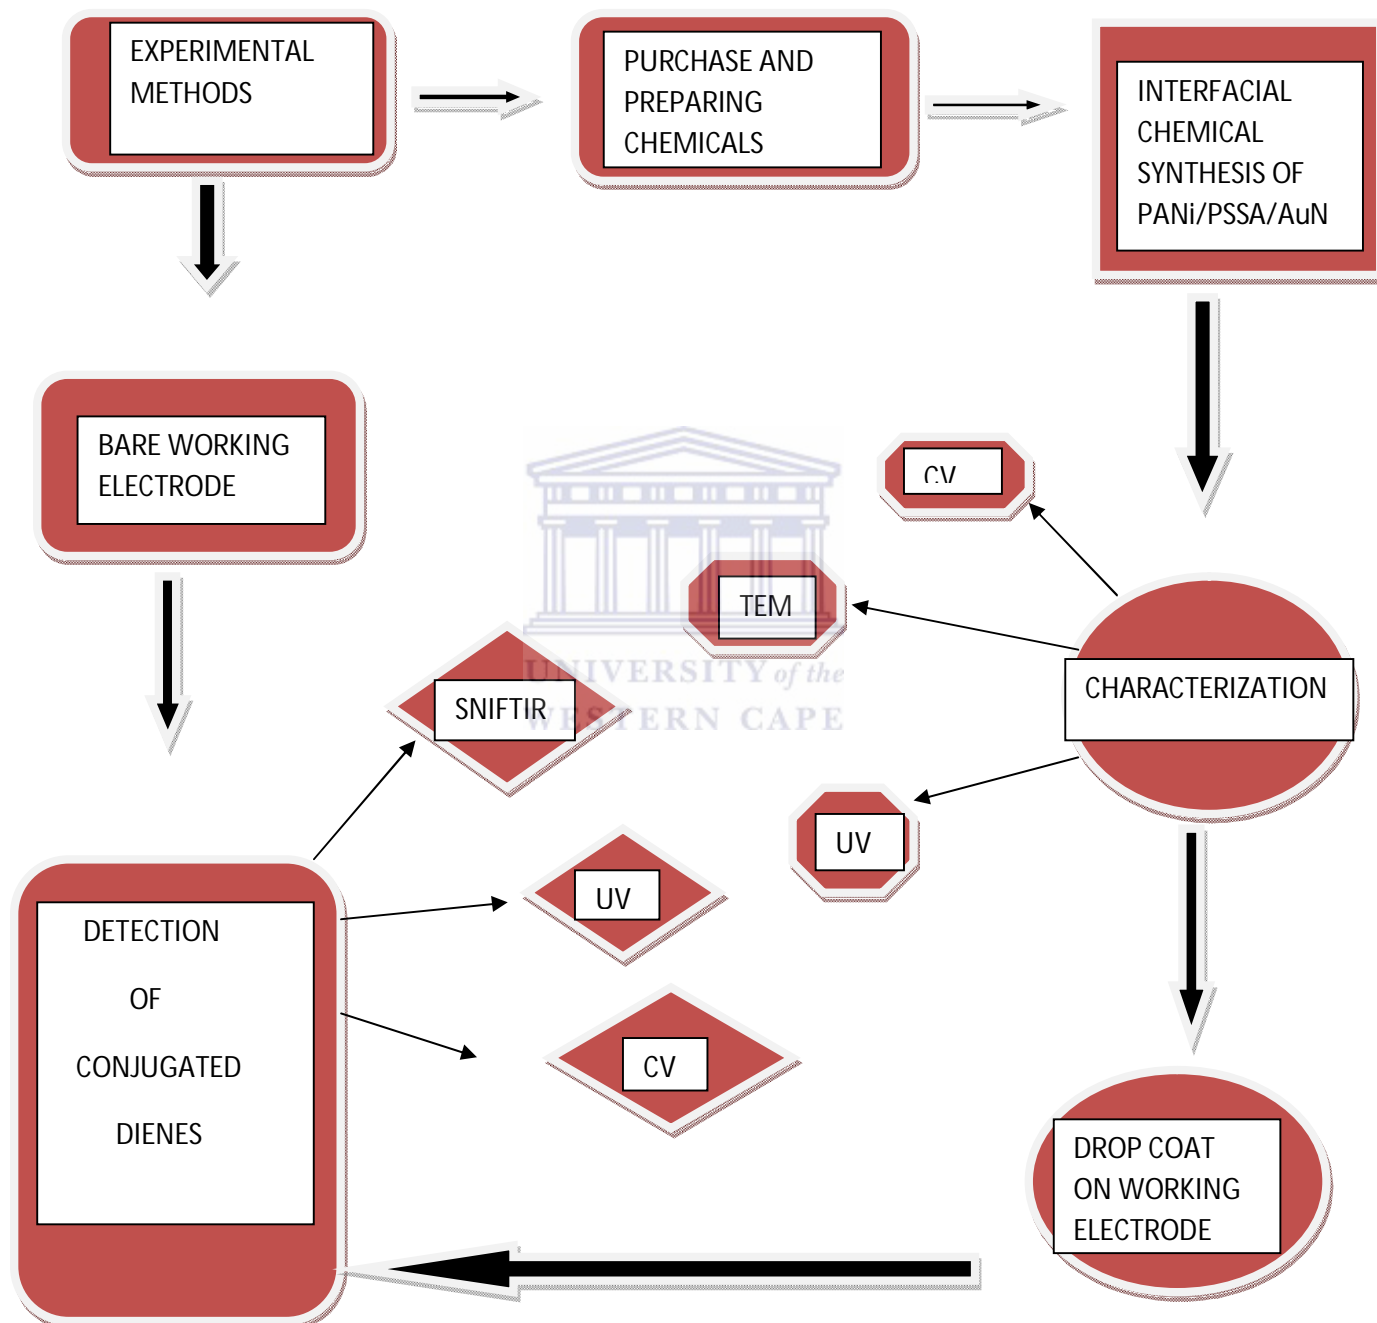 EXPERIMENTAL
METHODS
PURCHASE AND
PREPARING
CHEMICALS
INTERFACIAL
CHEMICAL
SYNTHESIS OF
PANi/PSSA/AuN
BARE WORKING
ELECTRODE
CV
TEM
UNIVERSITY of the
WESTERN CAPE
SNIFTIR
CHARACTERIZATION
UV
UV
DETECTION
OF
CONJUGATED
DIENES
CV
DROP COAT
ON WORKING
ELECTRODE